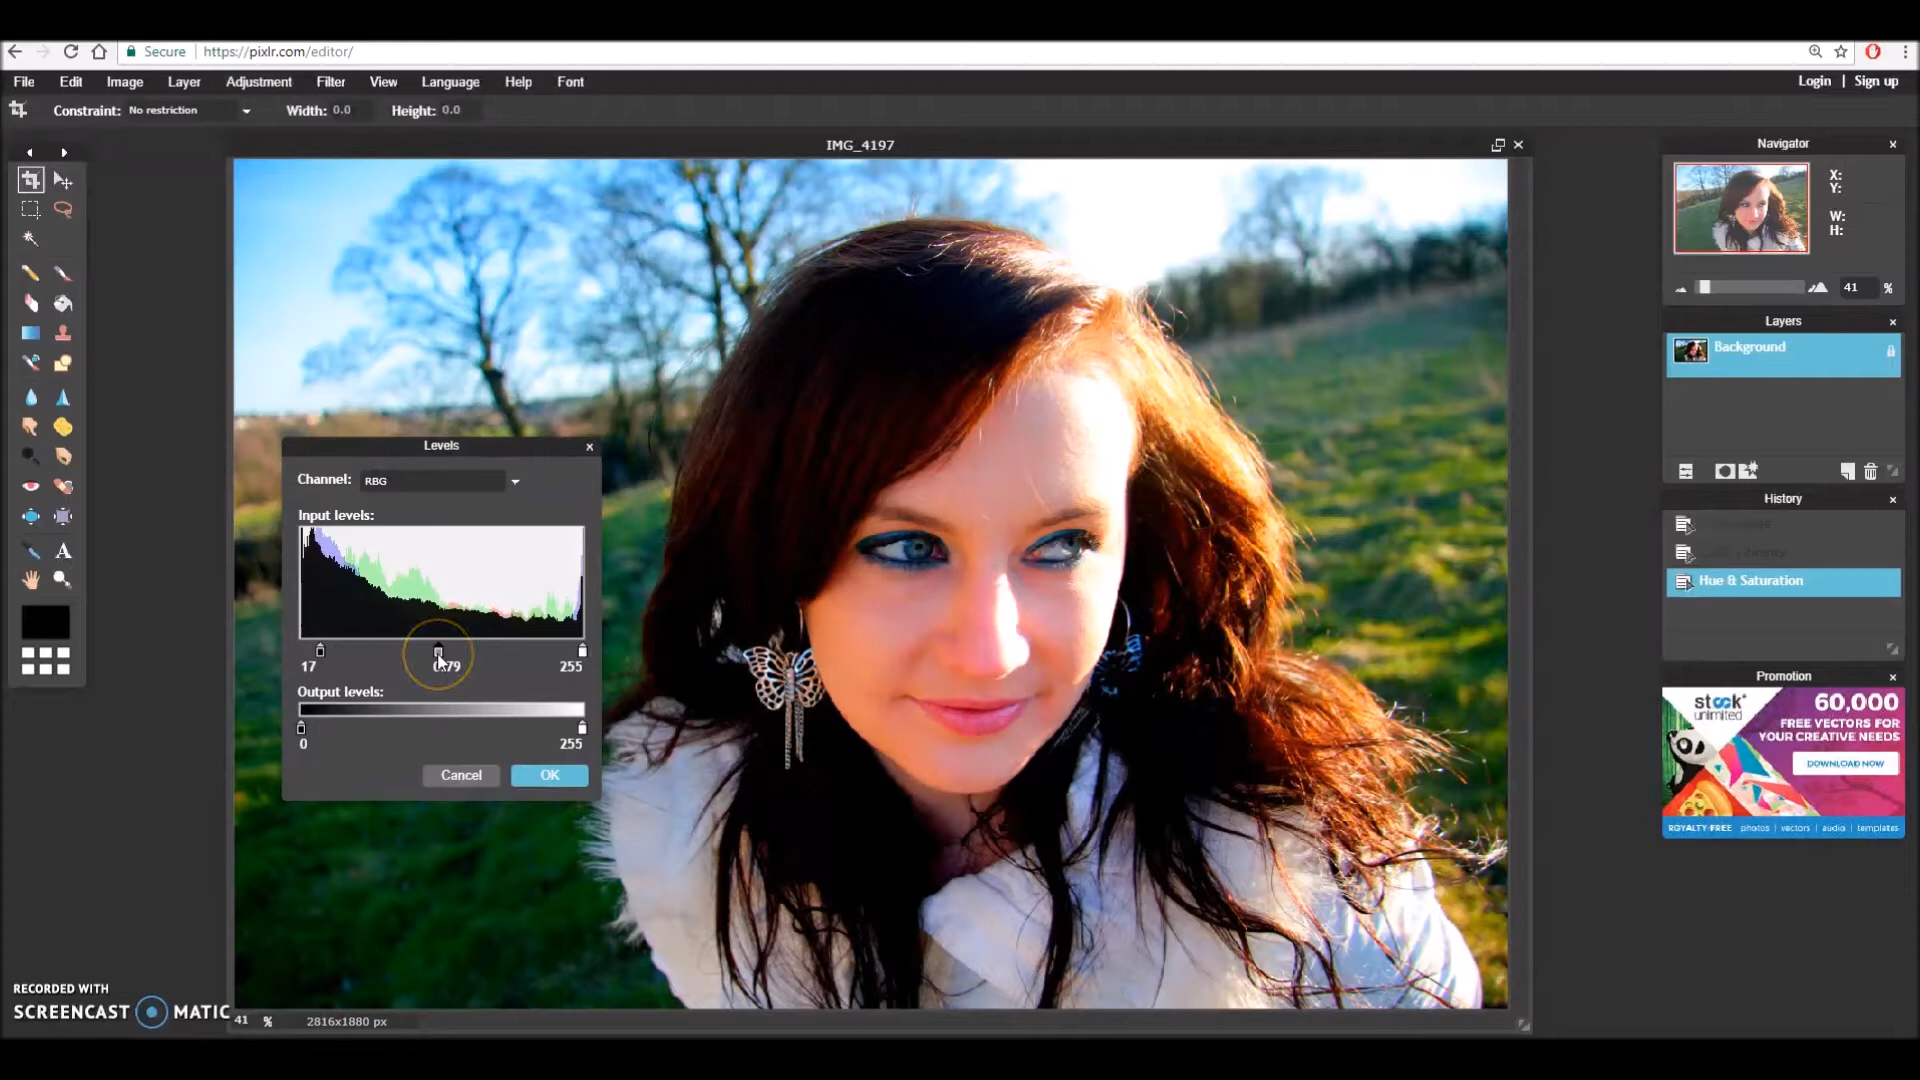 Secure https://pixlr.com/editor/
File Edit Image Layer Adjustment Filter View Language Help Font
Login | Sign up
Constraint: No restriction Width: 0.0 Height: 0.0
IMG_4197
Navigator
X:
Y:
W:
H:
41 %
Layers
Background
History
Hue & Saturation
Levels
Channel: RBG
Input levels:
17 255
Output levels:
0 255
Cancel OK
A
Promotion
stock unlimited
60,000
FREE VECTORS FOR
YOUR CREATIVE NEEDS
DOWNLOAD NOW
ROYALTY-FREE photos | vectors | audio | templates
RECORDED WITH
SCREENCAST MATIC
41 % 2816x1880 px